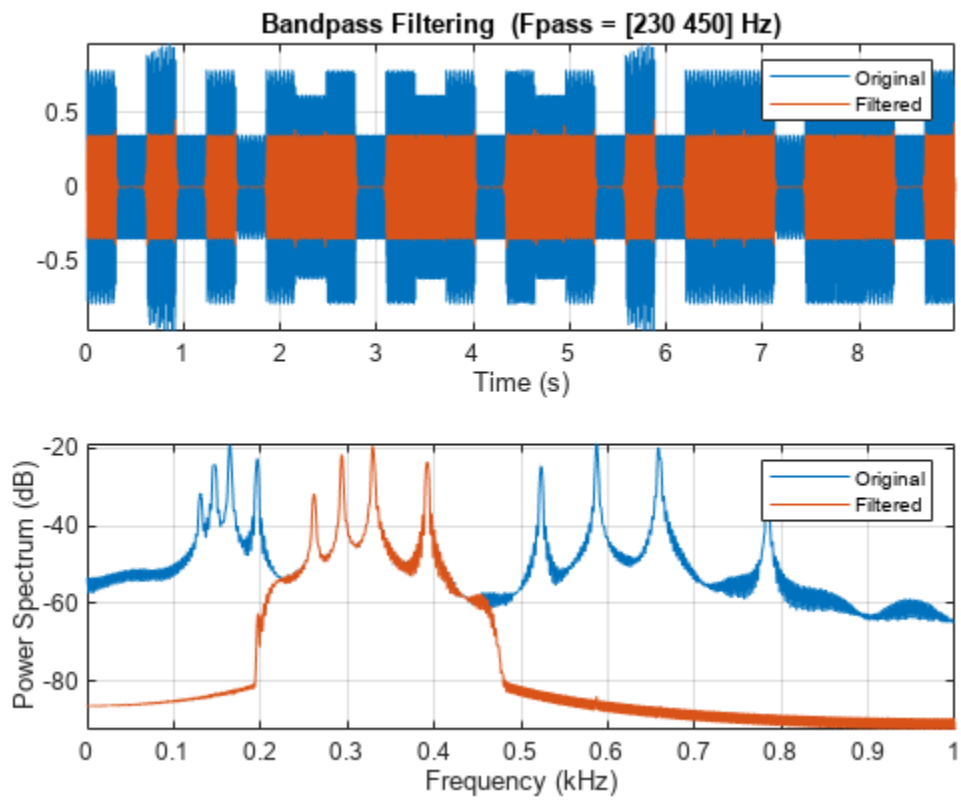 Bandpass Filtering (Fpass = [230 450] Hz)
Original
Filtered
0.5
0
-0.5
0 1 2 3 4 5 6 7 8
Time (s)
Power Spectrum (dB)
-20
Original
Filtered
-40
-60
-80
0 0.1 0.2 0.3 0.4 0.5 0.6 0.7 0.8 0.9 1
Frequency (kHz)